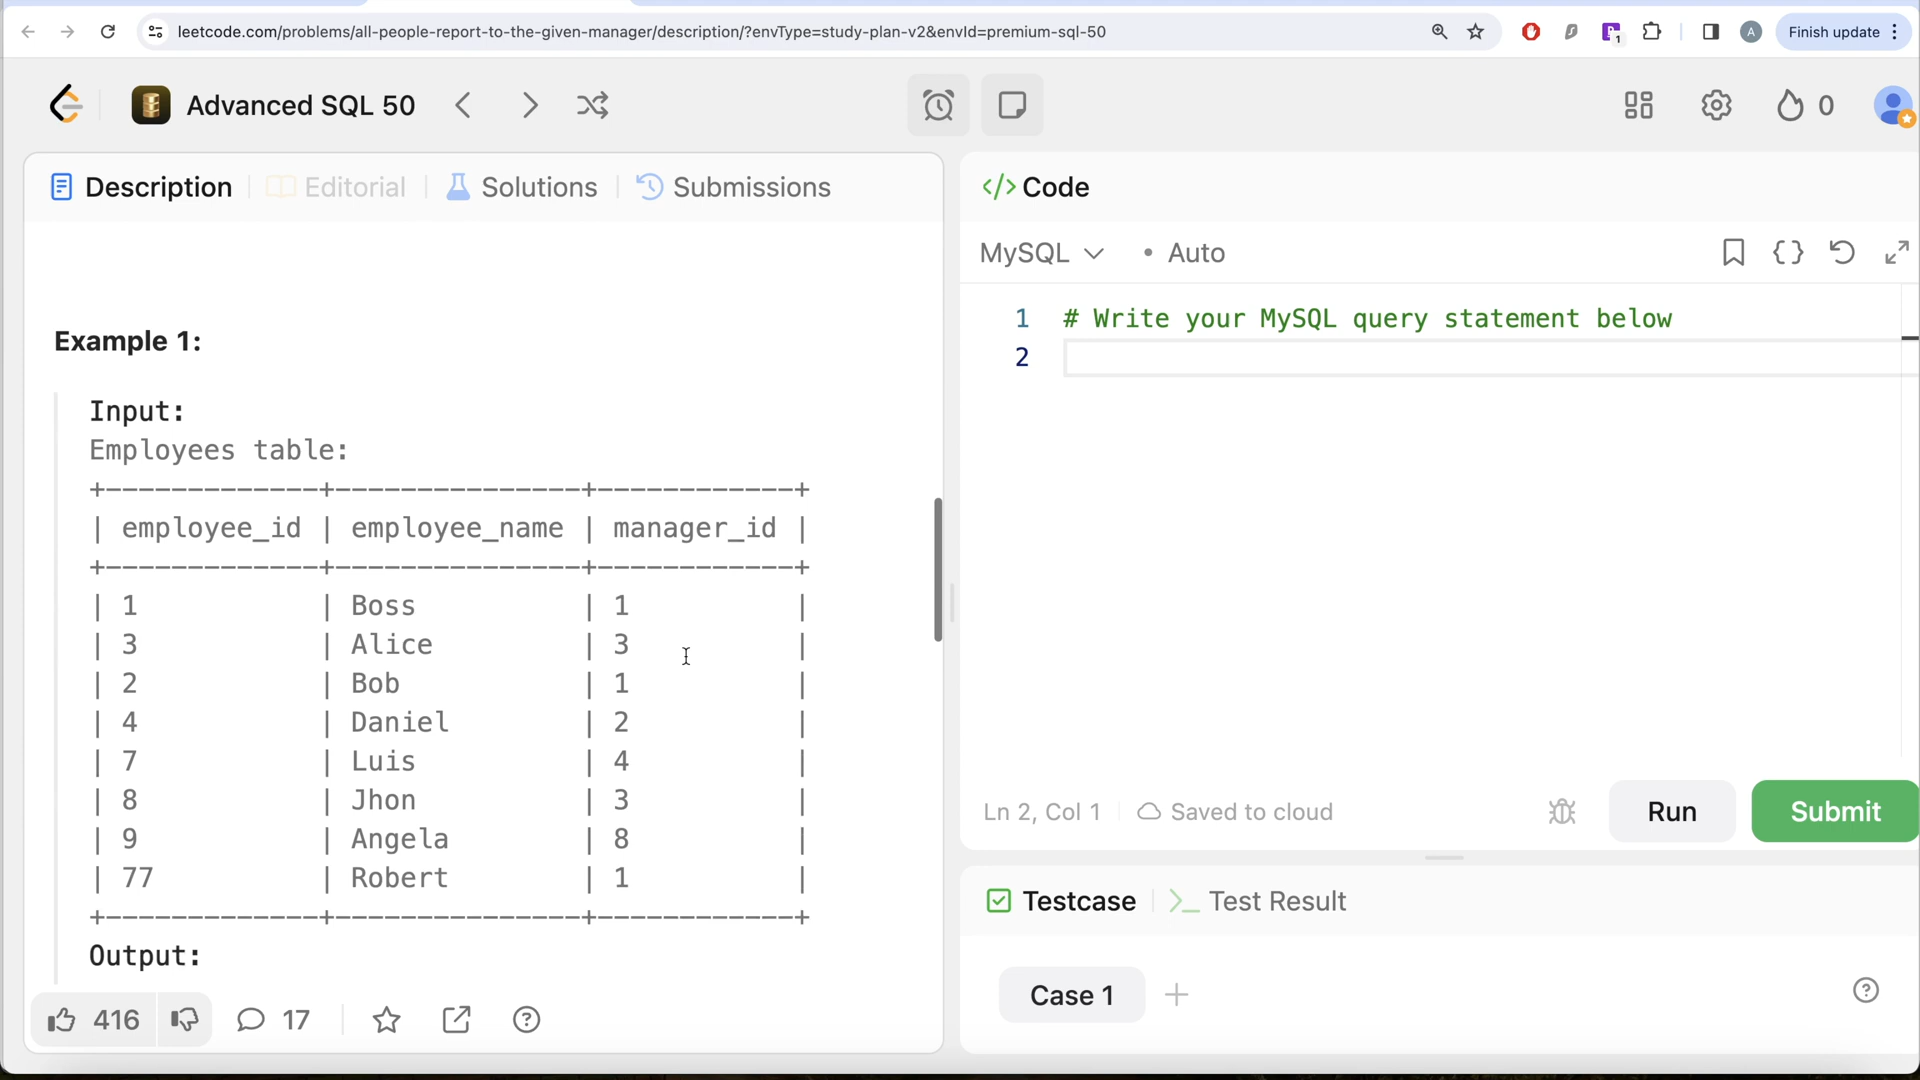 leetcode.com/problems/all-people-report-to-the-given-manager/description/?envType=study-plan-v2&envId=premium-sql-50
1
A
Finish update
Advanced SQL 50
0
Description
Editorial
Solutions
Submissions
</> Code
MySQL • Auto
1 # Write your MySQL query statement below
2
Example 1:
Input:
Employees table:
+-------------+---------------+------------+
| employee_id | employee_name | manager_id |
+-------------+---------------+------------+
| 1           | Boss          | 1          |
| 3           | Alice         | 3          |
| 2           | Bob           | 1          |
| 4           | Daniel        | 2          |
| 7           | Luis          | 4          |
| 8           | Jhon          | 3          |
| 9           | Angela        | 8          |
| 77          | Robert        | 1          |
+-------------+---------------+------------+
Output:
416
17
Ln 2, Col 1
Saved to cloud
Run
Submit
Testcase
Test Result
Case 1